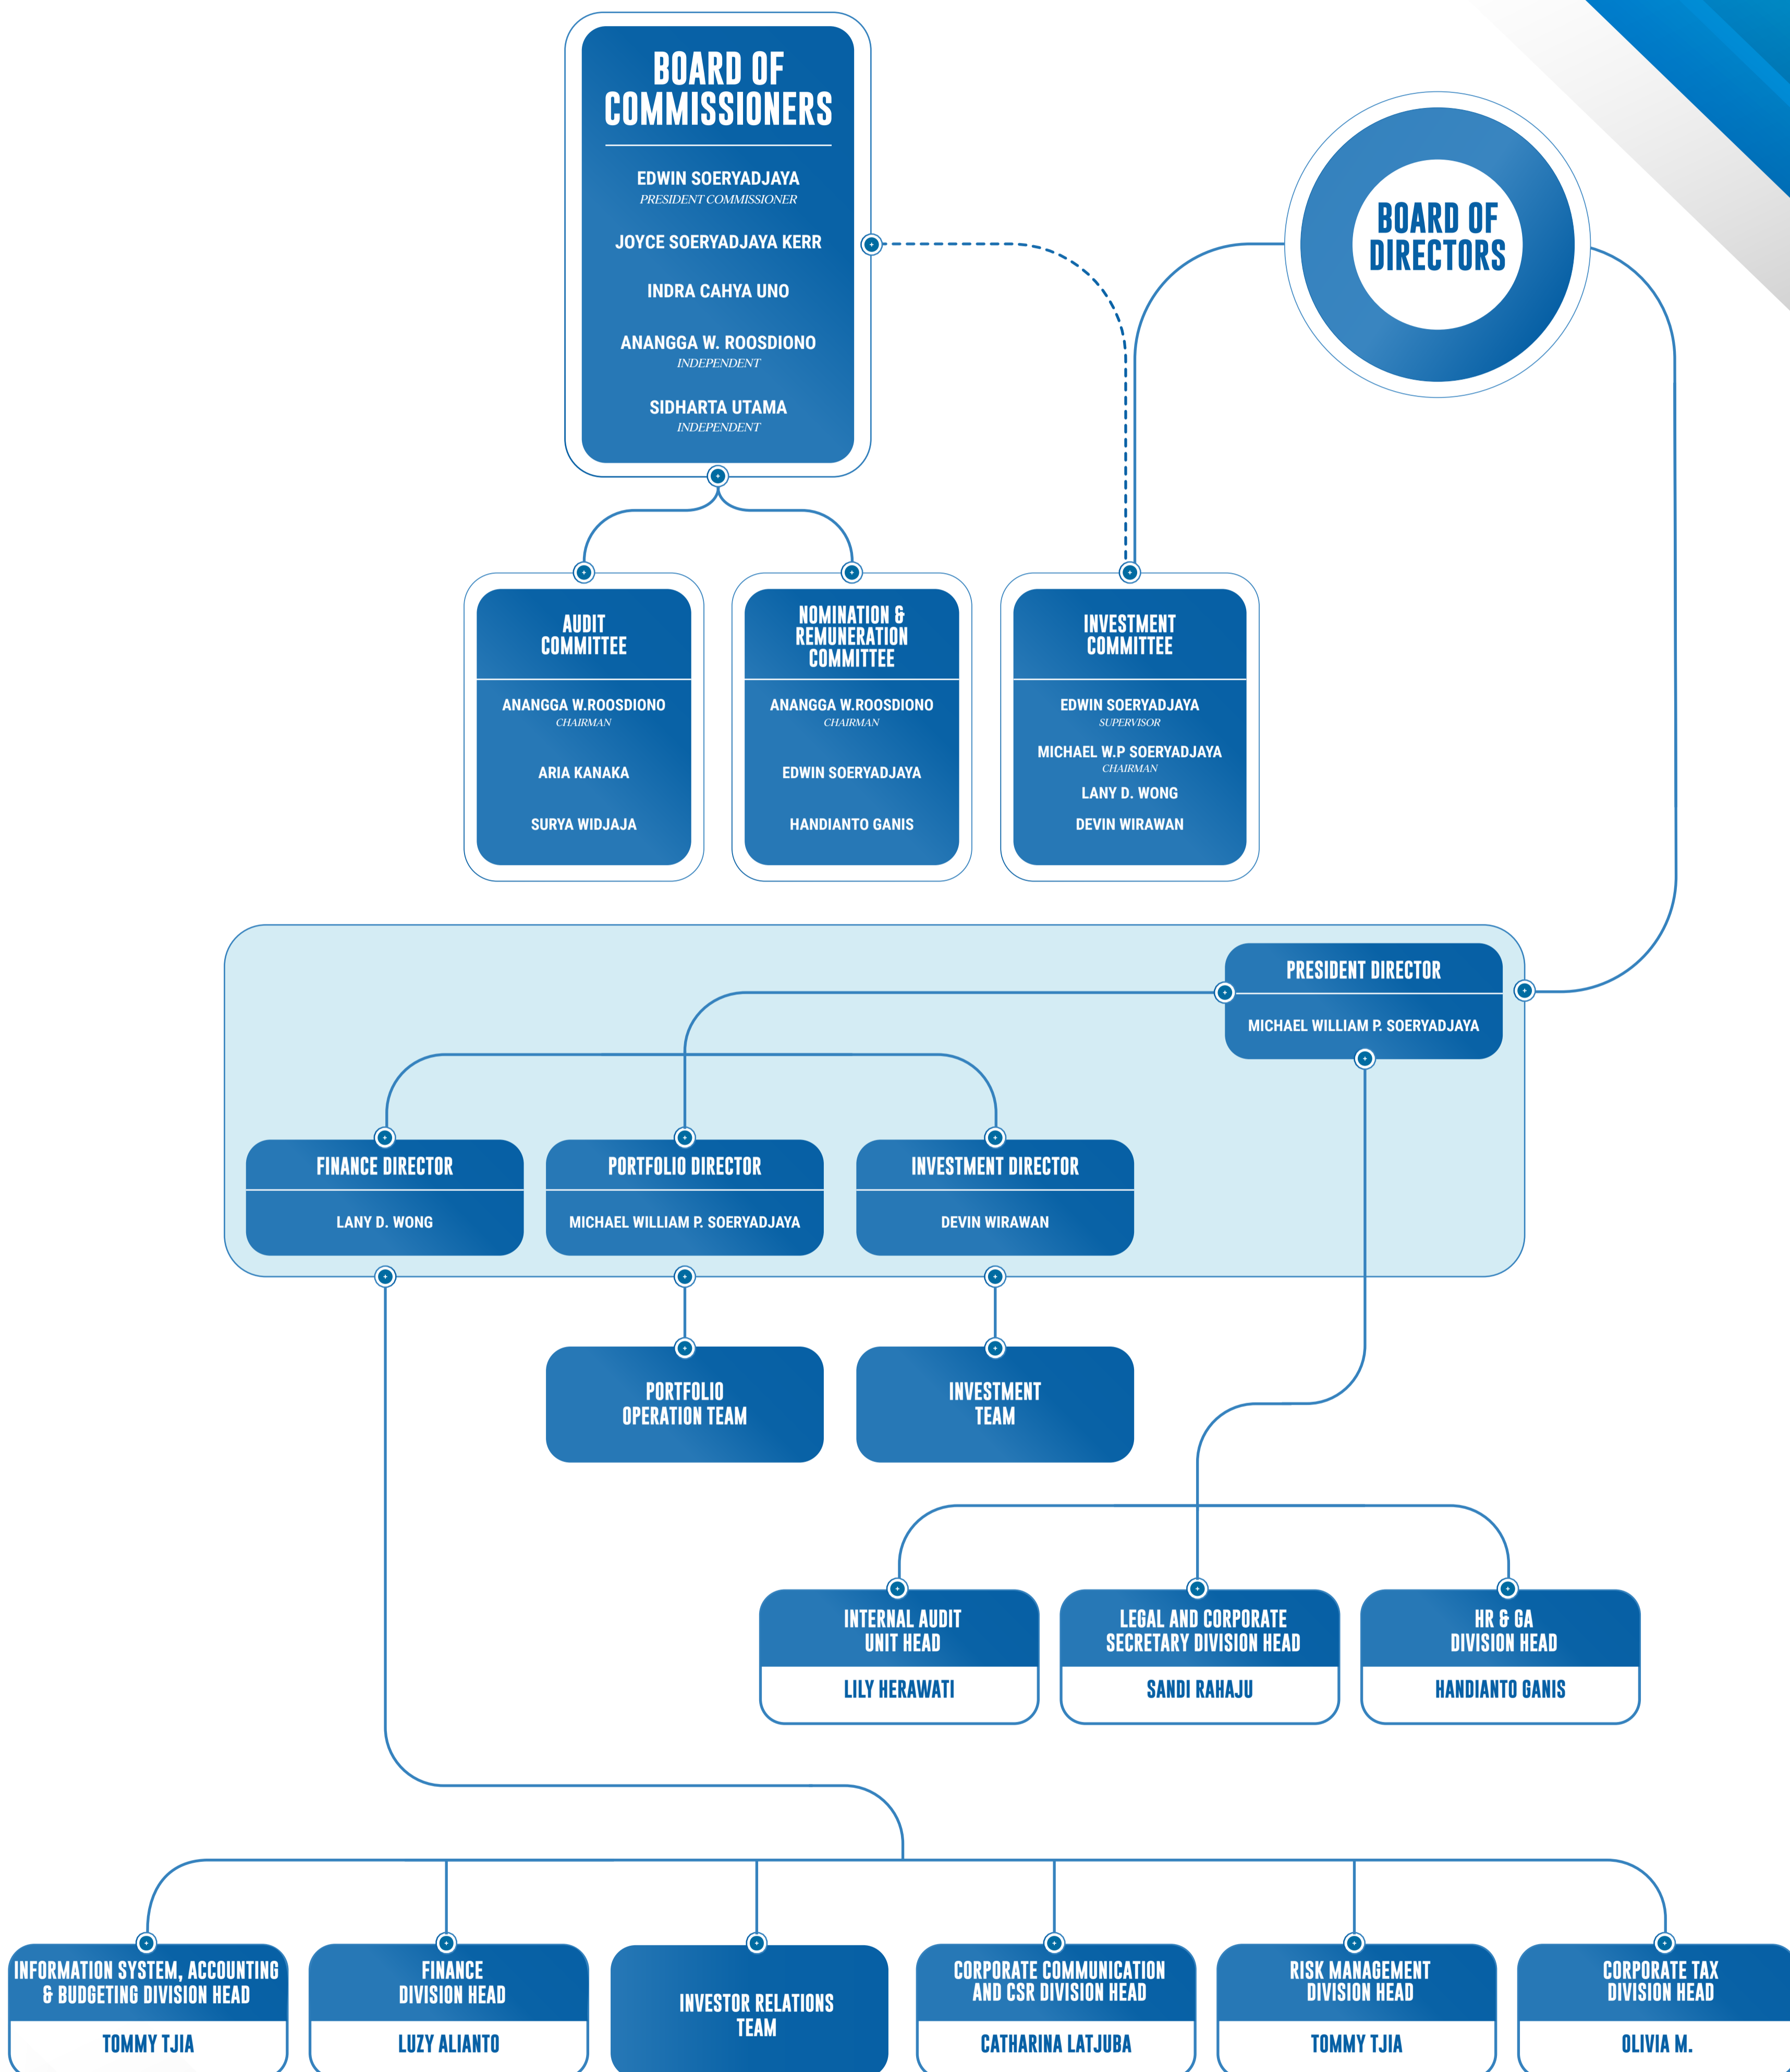 BOARD OF
COMMISSIONERS
EDWIN SOERYADJAYA
PRESIDENT COMMISSIONER
JOYCE SOERYADJAYA KERR
INDRA CAHYA UNO
ANANGGA W. ROOSDIONO
INDEPENDENT
SIDHARTA UTAMA
INDEPENDENT
BOARD OF
DIRECTORS
AUDIT
COMMITTEE
ANANGGA W.ROOSDIONO
CHAIRMAN
ARIA KANAKA
SURYA WIDJAJA
NOMINATION &
REMUNERATION
COMMITTEE
ANANGGA W.ROOSDIONO
CHAIRMAN
EDWIN SOERYADJAYA
HANDIANTO GANIS
INVESTMENT
COMMITTEE
EDWIN SOERYADJAYA
SUPERVISOR
MICHAEL W.P SOERYADJAYA
CHAIRMAN
LANY D. WONG
DEVIN WIRAWAN
PRESIDENT DIRECTOR
MICHAEL WILLIAM P. SOERYADJAYA
FINANCE DIRECTOR
LANY D. WONG
PORTFOLIO DIRECTOR
MICHAEL WILLIAM P. SOERYADJAYA
INVESTMENT DIRECTOR
DEVIN WIRAWAN
PORTFOLIO
OPERATION TEAM
INVESTMENT
TEAM
INTERNAL AUDIT
UNIT HEAD
LILY HERAWATI
LEGAL AND CORPORATE
SECRETARY DIVISION HEAD
SANDI RAHAJU
HR & GA
DIVISION HEAD
HANDIANTO GANIS
INFORMATION SYSTEM, ACCOUNTING
& BUDGETING DIVISION HEAD
TOMMY TJIA
FINANCE
DIVISION HEAD
LUZY ALIANTO
INVESTOR RELATIONS
TEAM
CORPORATE COMMUNICATION
AND CSR DIVISION HEAD
CATHARINA LATJUBA
RISK MANAGEMENT
DIVISION HEAD
TOMMY TJIA
CORPORATE TAX
DIVISION HEAD
OLIVIA M.